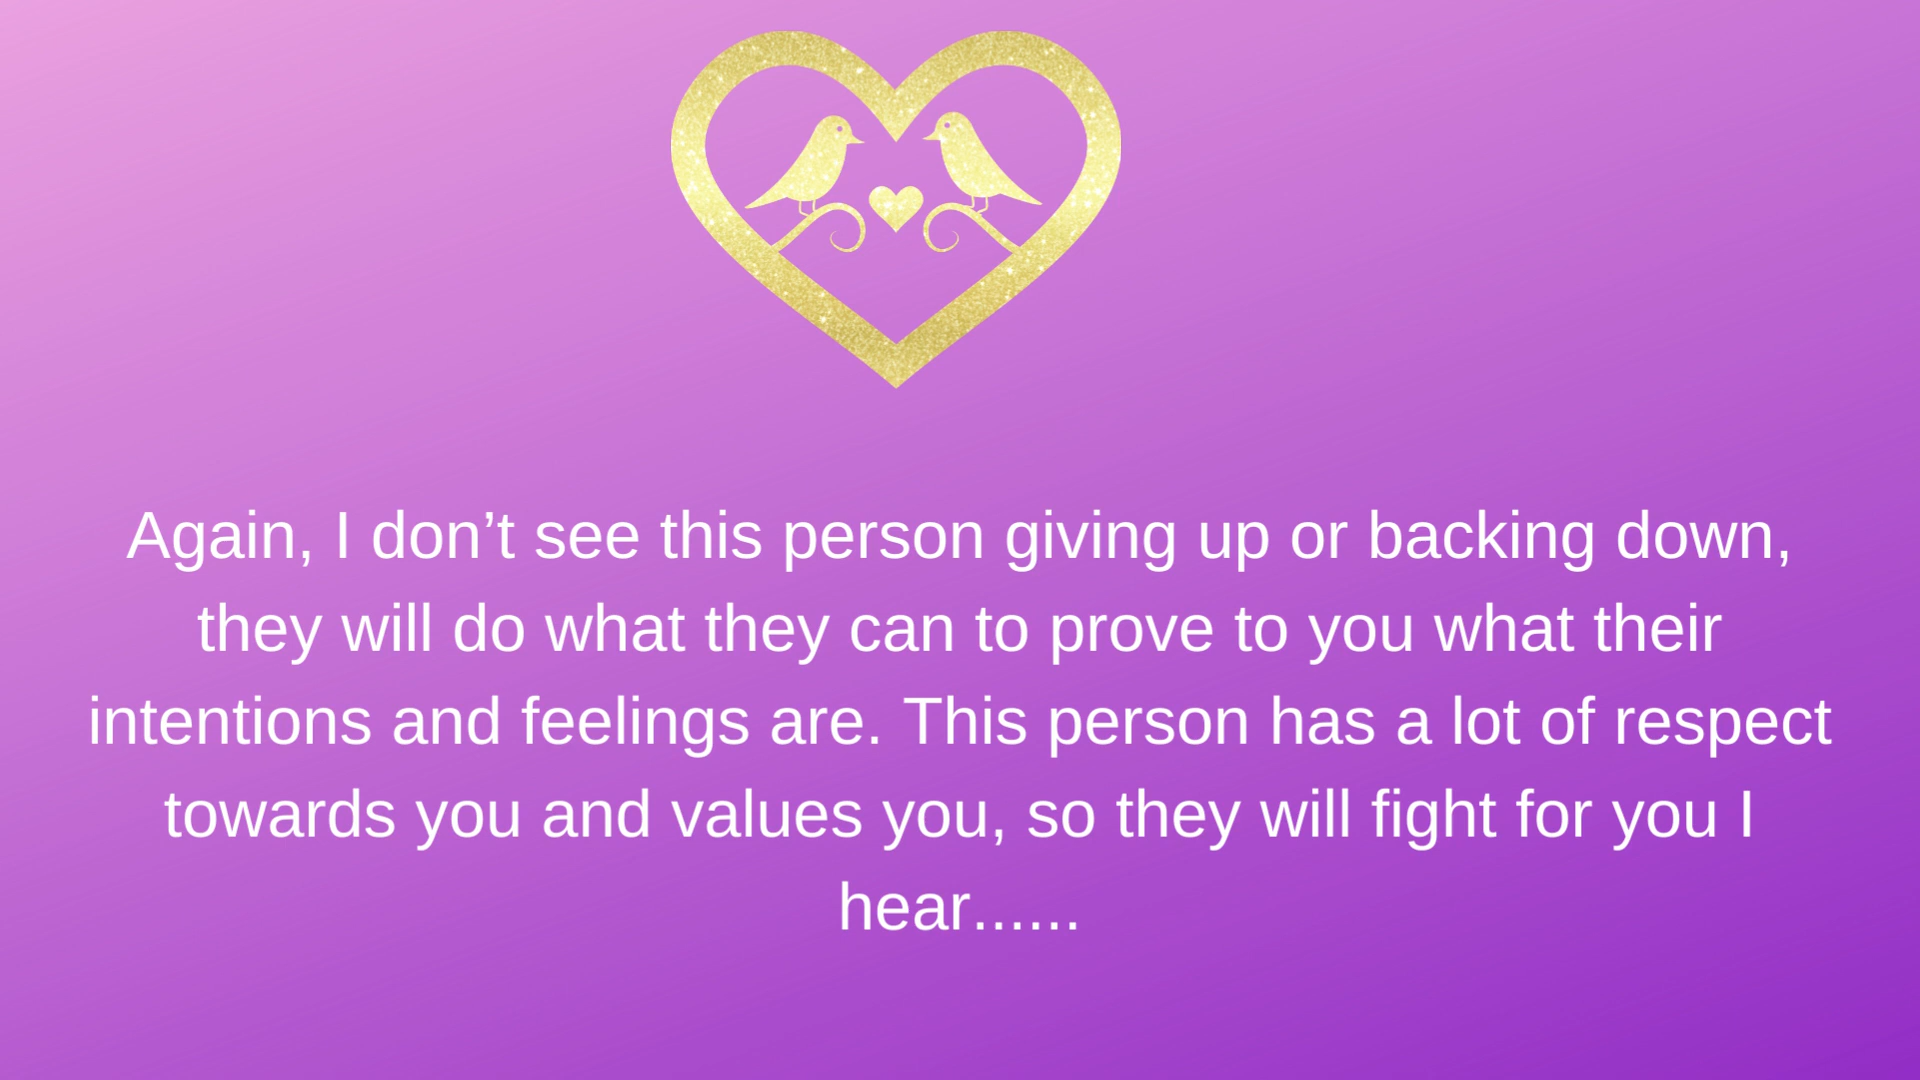 Again, I don’t see this person giving up or backing down,
they will do what they can to prove to you what their
intentions and feelings are. This person has a lot of respect
towards you and values you, so they will fight for you I
hear......